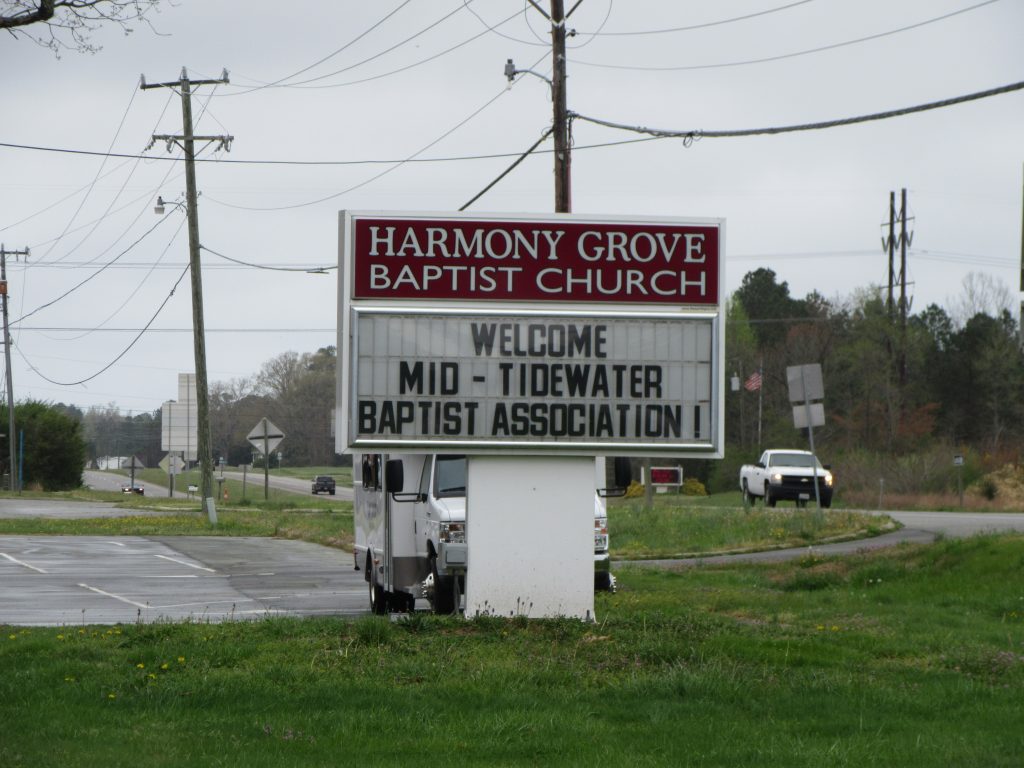 HARMONY GROVE
BAPTIST CHURCH
WELCOME
MID - TIDEWATER
BAPTIST ASSOCIATION !